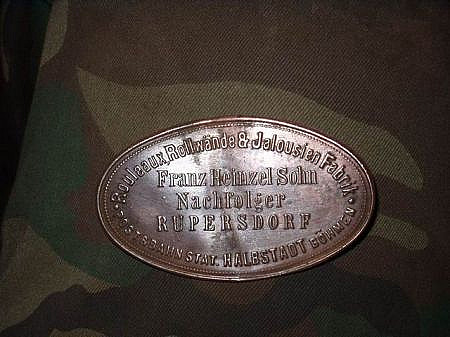 Rouleaux, Rollwände & Jalousien Fabrik
Franz Heinzel Sohn
Nachfolger
RUPERSDORF
BAHNSTAT. HALBSTADT BÖHMEN